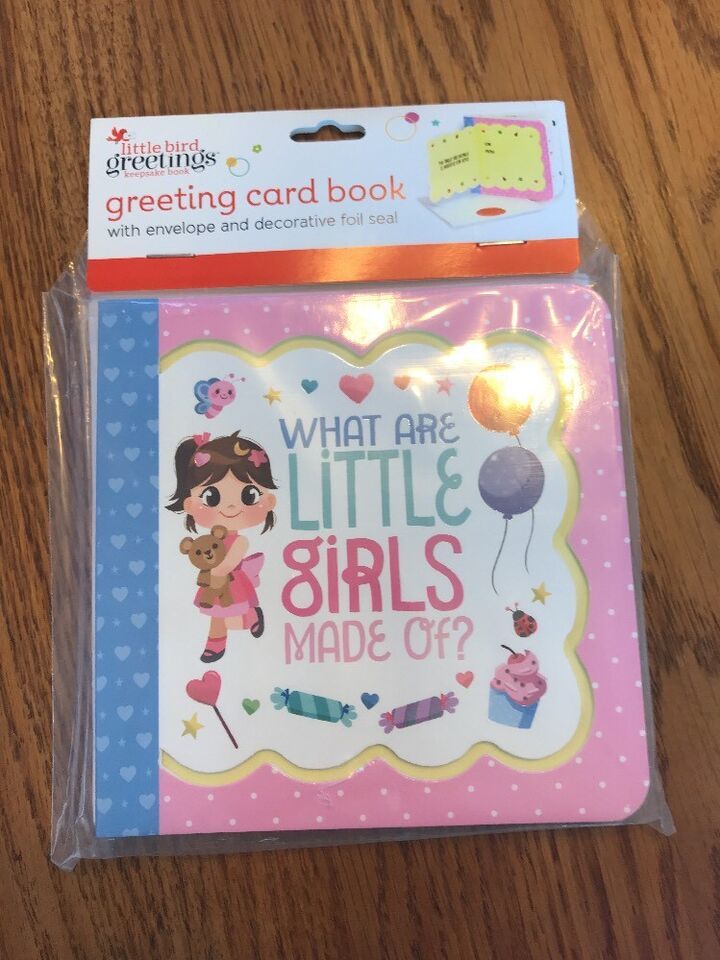 little bird
greetings™
keepsake book
greeting card book
with envelope and decorative foil seal
WHAT ARE
LiTTLE
giRLS
MADE Of?